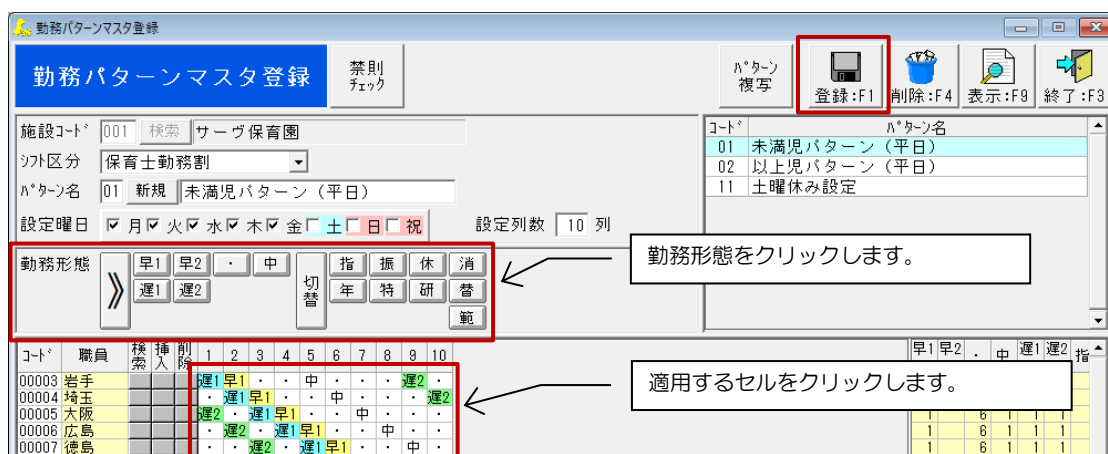 勤務パターンマスタ登録
勤務パターンマスタ登録
禁則
チェック
パターン
複写
登録:F1
削除:F4
表示:F9
終了:F3
施設コード 001 検索 サーヴ保育園
シフト区分 保育士勤務割
パターン名 01 新規 未満児パターン（平日）
設定曜日 月 火 水 木 金 土 日 祝 設定列数 10 列
コード パターン名
01 未満児パターン（平日）
02 以上児パターン（平日）
11 土曜休み設定
勤務形態をクリックします。
勤務形態 》 早1 早2 ・ 中 切替 指 振 休 消
遅1 遅2 年 特 研 替
範
適用するセルをクリックします。
コード 職員 検索 挿入 削除 1 2 3 4 5 6 7 8 9 10 早1 早2 ． 中 遅1 遅2 指
00003 岩手 遅1 早1 ・ ・ 中 ・ ・ ・ 遅2 ・
00004 埼玉 ・ 遅1 早1 ・ ・ 中 ・ ・ ・ 遅2
00005 大阪 遅2 ・ 遅1 早1 ・ ・ 中 ・ ・ ・ 1 6 1 1 1
00006 広島 ・ 遅2 ・ 遅1 早1 ・ ・ 中 ・ ・ 1 6 1 1 1
00007 徳島 ・ ・ 遅2 ・ 遅1 早1 ・ ・ 中 ・ 1 6 1 1 1